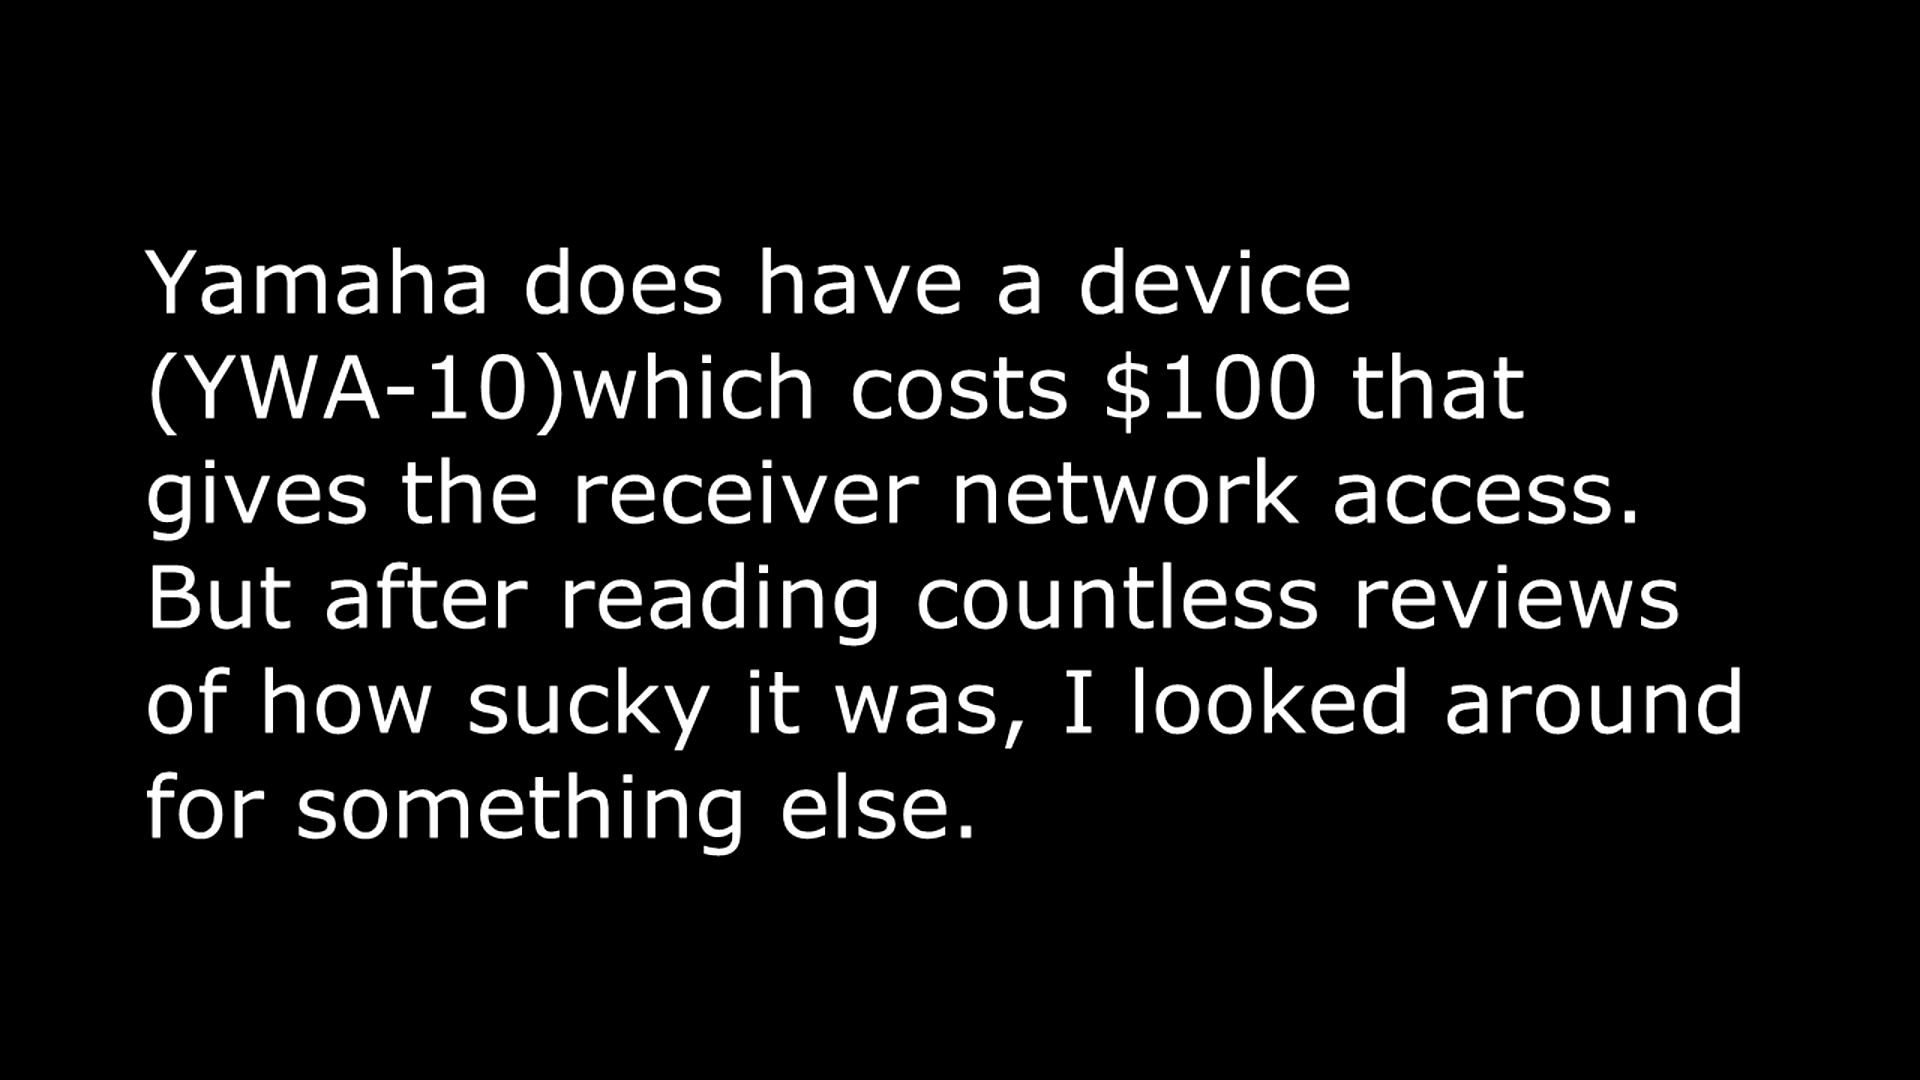 Yamaha does have a device
(YWA-10)which costs $100 that
gives the receiver network access.
But after reading countless reviews
of how sucky it was, I looked around
for something else.